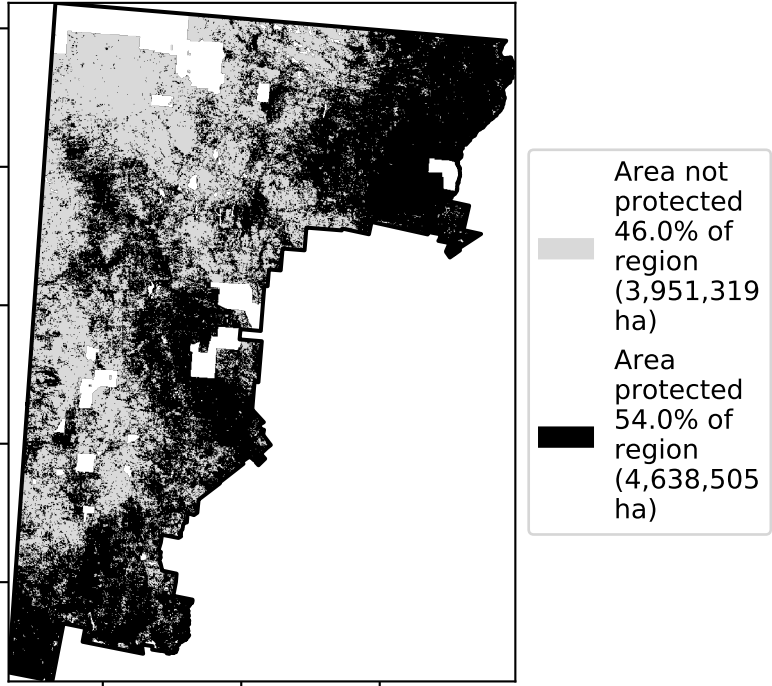 Area not
protected
46.0% of
region
(3,951,319
ha)
Area
protected
54.0% of
region
(4,638,505
ha)